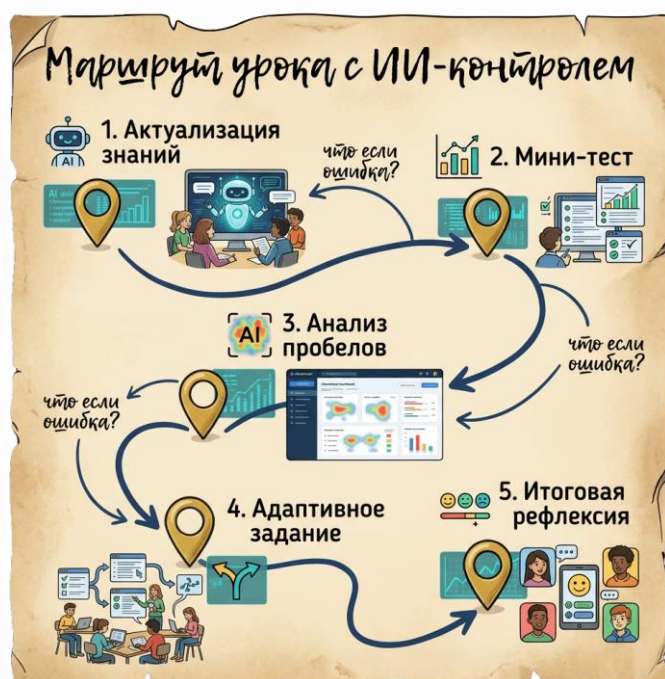 Маршрут урока с ИИ-контролем
AI
1. Актуализация
знаний
что если
ошибка?
2. Мини-тест
AI
3. Анализ
пробелов
что если
ошибка?
что если
ошибка?
4. Адаптивное
задание
5. Итоговая
рефлексия